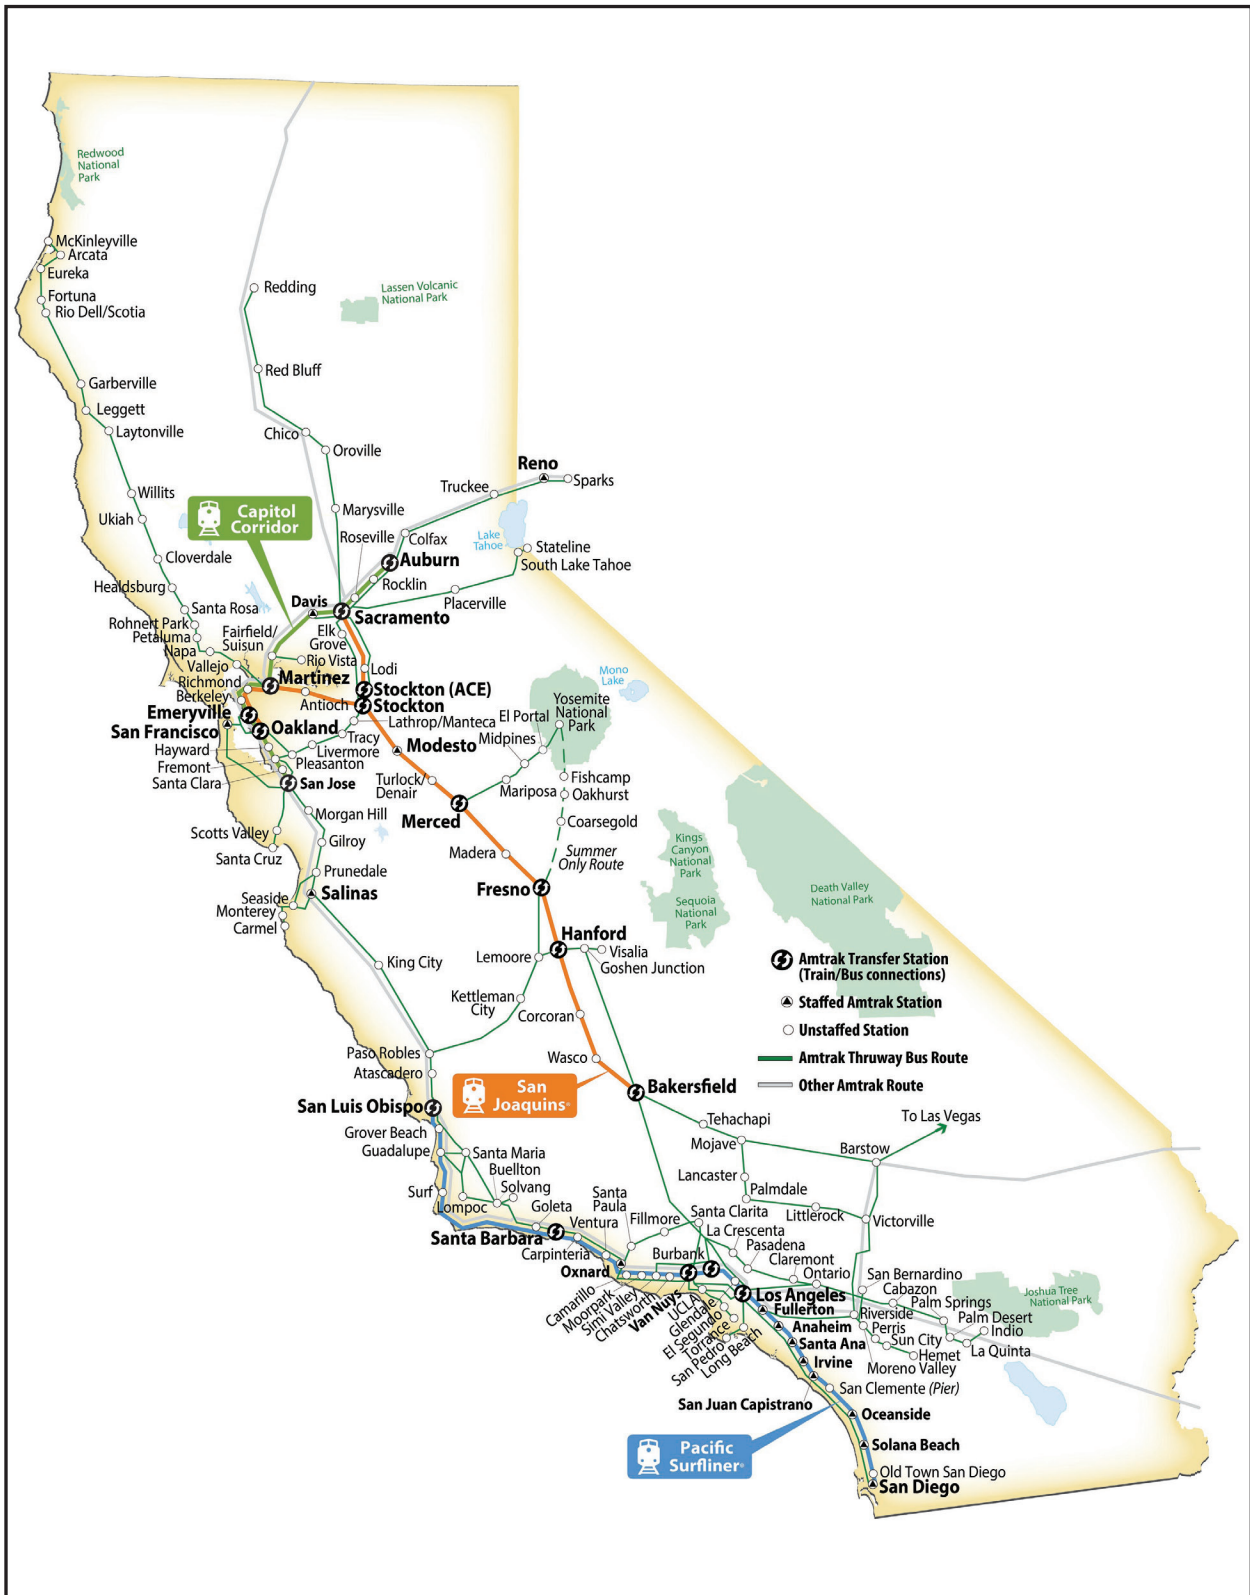 Redwood
National
Park
McKinleyville
Arcata
Eureka
Fortuna
Rio Dell/Scotia
Redding
Lassen Volcanic
National Park
Red Bluff
Garberville
Leggett
Laytonville
Chico
Oroville
Reno
Sparks
Truckee
Willits
Ukiah
Capitol
Corridor
Marysville
Roseville
Colfax
Lake
Tahoe
Stateline
South Lake Tahoe
Cloverdale
Auburn
Rocklin
Healdsburg
Placerville
Davis
Sacramento
Santa Rosa
Rohnert Park
Petaluma
Napa
Fairfield/
Suisun
Elk
Grove
Rio Vista
Lodi
Vallejo
Richmond
Berkeley
Martinez
Antioch
Stockton (ACE)
Stockton
Mono
Lake
Emeryville
San Francisco
Oakland
Lathrop/Manteca
El Portal
Yosemite
National
Park
Hayward
Fremont
Santa Clara
Tracy
Livermore
Pleasanton
Modesto
Midpines
San Jose
Turlock/
Denair
Mariposa
Fishcamp
Oakhurst
Merced
Coarsegold
Morgan Hill
Scotts Valley
Gilroy
Santa Cruz
Madera
Summer
Only Route
Kings
Canyon
National
Park
Prunedale
Fresno
Death Valley
National Park
Salinas
Seaside
Monterey
Carmel
Sequoia
National
Park
Hanford
Visalia
Goshen Junction
Lemoore
King City
Kettleman
City
Corcoran
Amtrak Transfer Station
(Train/Bus connections)
Staffed Amtrak Station
Unstaffed Station
Amtrak Thruway Bus Route
Other Amtrak Route
Paso Robles
Atascadero
Wasco
San
Joaquins®
Bakersfield
San Luis Obispo
Grover Beach
Guadalupe
Tehachapi
Mojave
To Las Vegas
Barstow
Santa Maria
Buellton
Solvang
Surf
Lompoc
Lancaster
Palmdale
Littlerock
Victorville
Goleta
Santa
Paula
Ventura
Fillmore
Santa Clarita
La Crescenta
Santa Barbara
Carpinteria
Burbank
Pasadena
Claremont
Ontario
Oxnard
San Bernardino
Cabazon
Palm Springs
Joshua Tree
National Park
Camarillo
Moorpark
Simi Valley
Chatsworth
Van Nuys
UCLA
Glendale
El Segundo
Torrance
San Pedro
Long Beach
Los Angeles
Fullerton
Anaheim
Santa Ana
Irvine
Riverside
Perris
Sun City
Hemet
Moreno Valley
Palm Desert
Indio
La Quinta
San Juan Capistrano
San Clemente (Pier)
Oceanside
Pacific
Surfliner®
Solana Beach
Old Town San Diego
San Diego